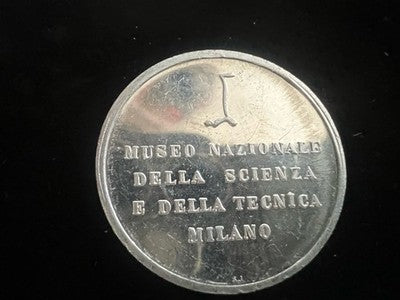 MUSEO NAZIONALE
DELLA SCIENZA
E DELLA TECNICA
MILANO